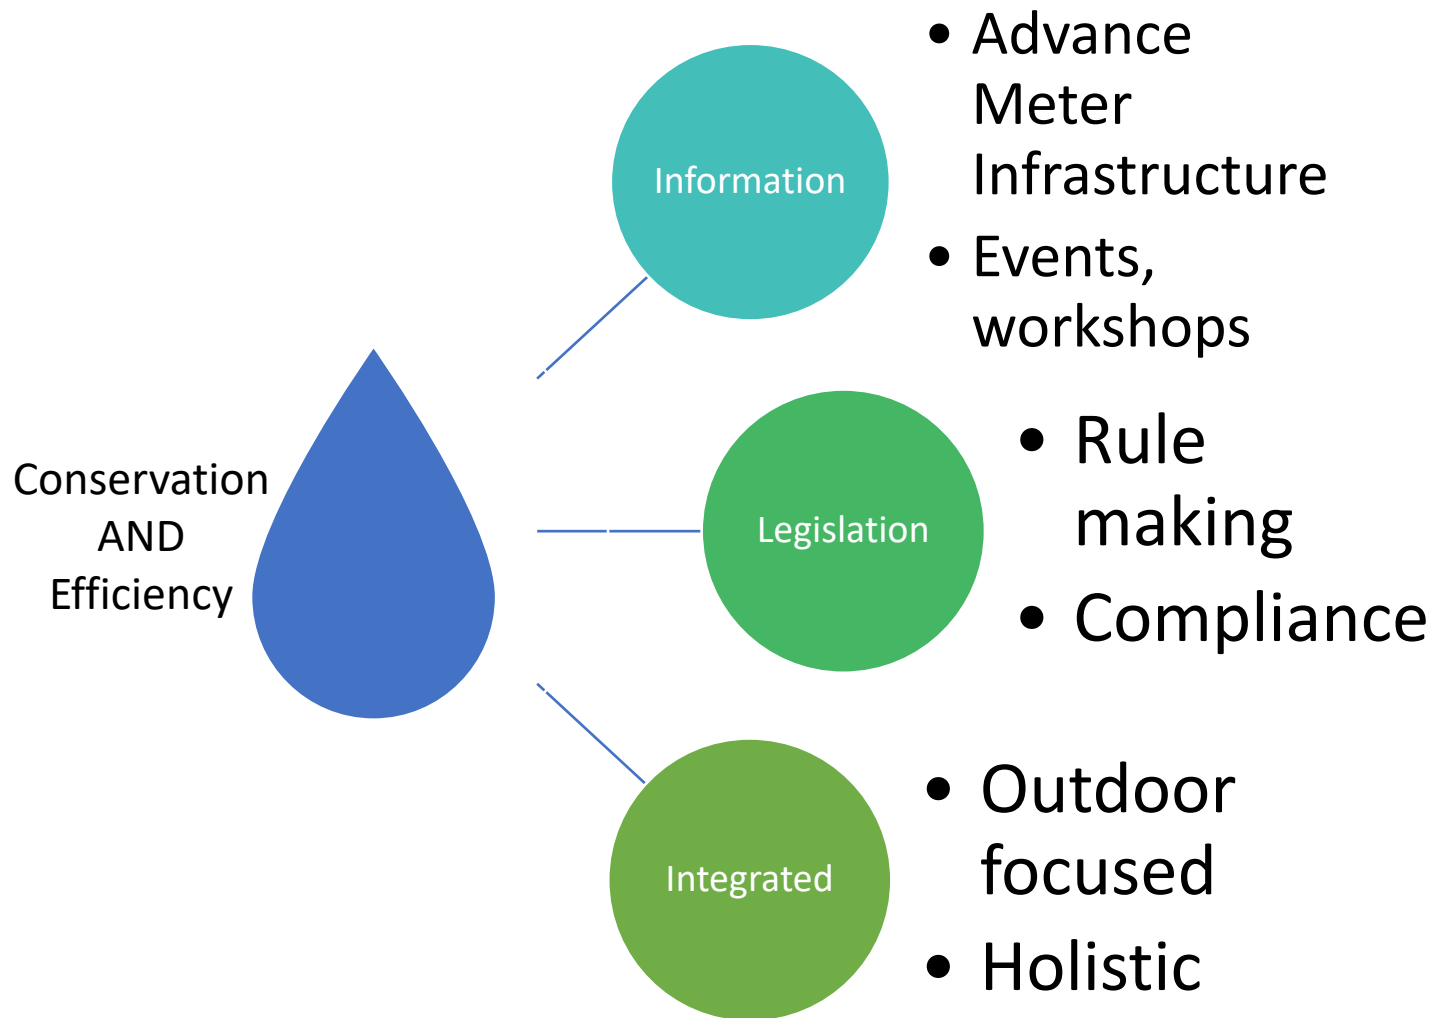 Conservation
AND
Efficiency
Information
• Advance
Meter
Infrastructure
• Events,
workshops
Legislation
• Rule
making
• Compliance
Integrated
• Outdoor
focused
• Holistic